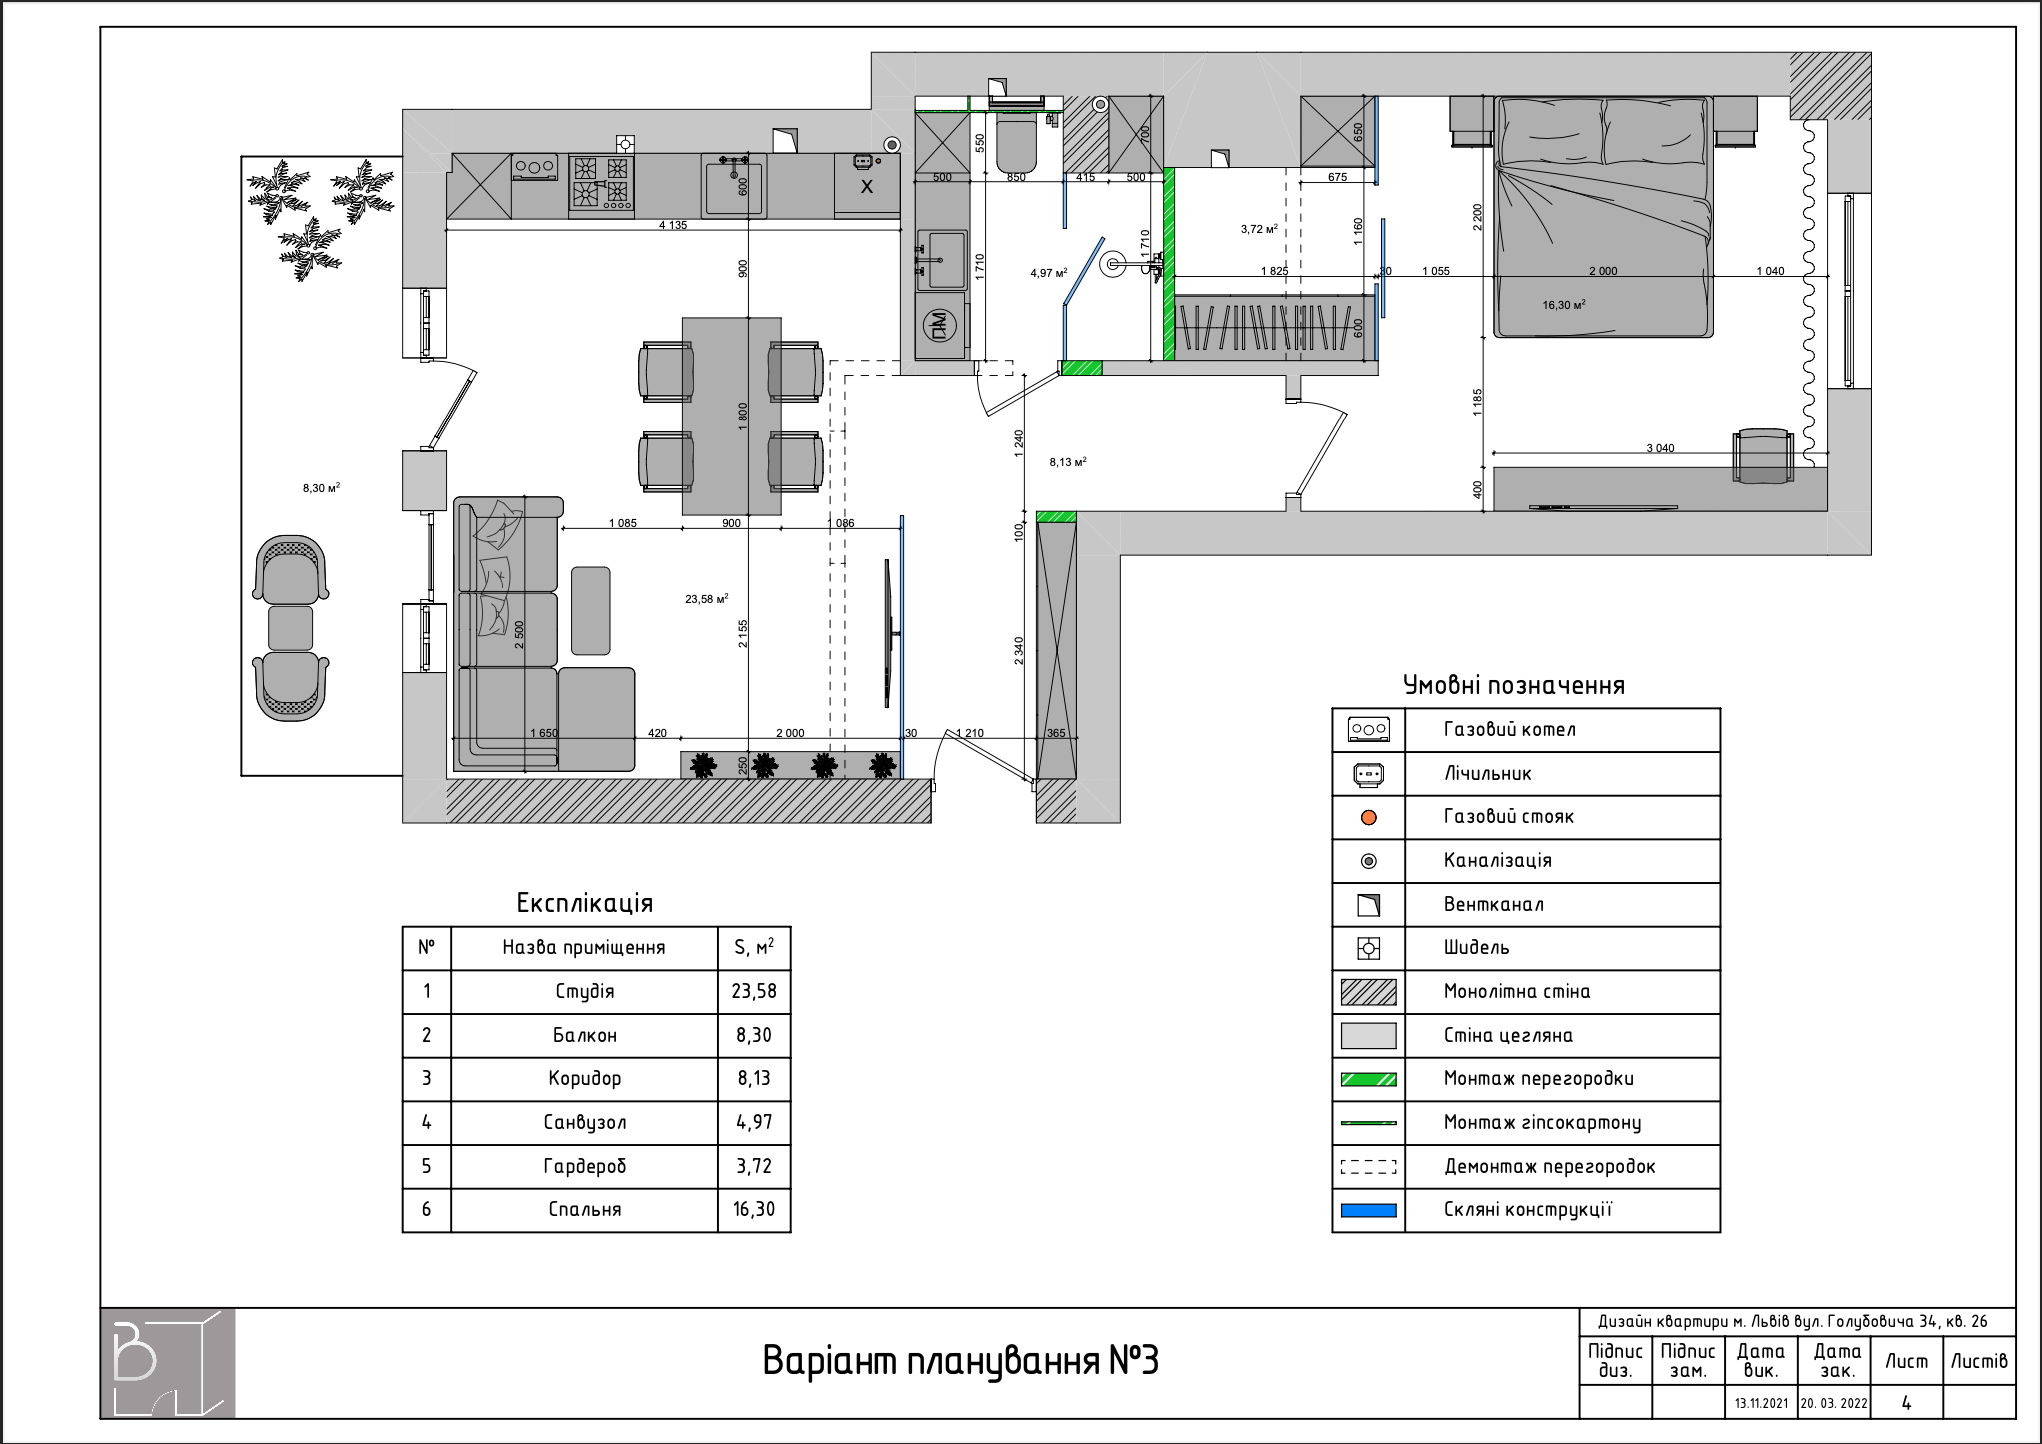 550
700
650
500
850
415
500
675
600
4 135
3,72 м²
1 160
2 200
900
1 710
4,97 м²
1 710
1 825
30
1 055
2 000
1 040
16,30 м²
ПМ
600
X
1 800
1 185
1 240
8,13 м²
3 040
8,30 м²
400
1 085
900
1 086
100
23,58 м²
2 500
2 155
2 340
1 650
420
2 000
30
1 210
365
250
Умовні позначення
Газовий котел
Лічильник
Газовий стояк
Каналізація
Вентканал
Шидель
Монолітна стіна
Стіна цегляна
Монтаж перегородки
Монтаж гіпсокартону
Демонтаж перегородок
Скляні конструкції
Експлікація
№ Назва приміщення S, м²
1 Студія 23,58
2 Балкон 8,30
3 Коридор 8,13
4 Санвузол 4,97
5 Гардероб 3,72
6 Спальня 16,30
В
Варіант планування №3
Дизайн квартири м. Львів вул. Голубовича 34, кв. 26
Підпис диз. Підпис зам. Дата вик. Дата зак. Лист Листів
13.11.2021 20. 03. 2022 4